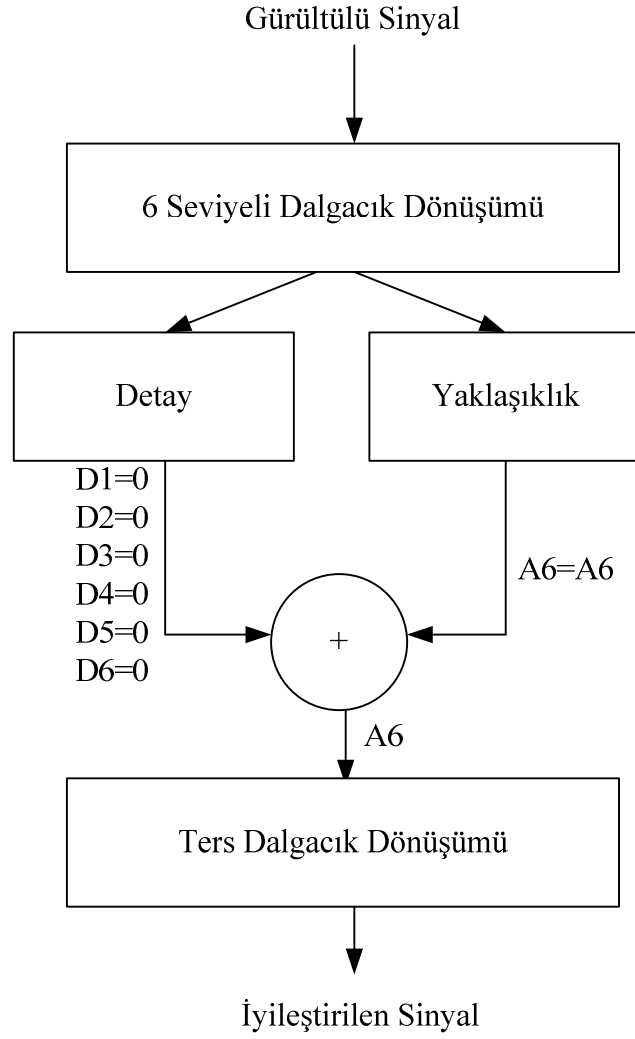 Gürültülü Sinyal
6 Seviyeli Dalgacık Dönüşümü
Detay
Yaklaşıklık
D1=0
D2=0
D3=0
D4=0
D5=0
D6=0
A6=A6
+
A6
Ters Dalgacık Dönüşümü
İyileştirilen Sinyal